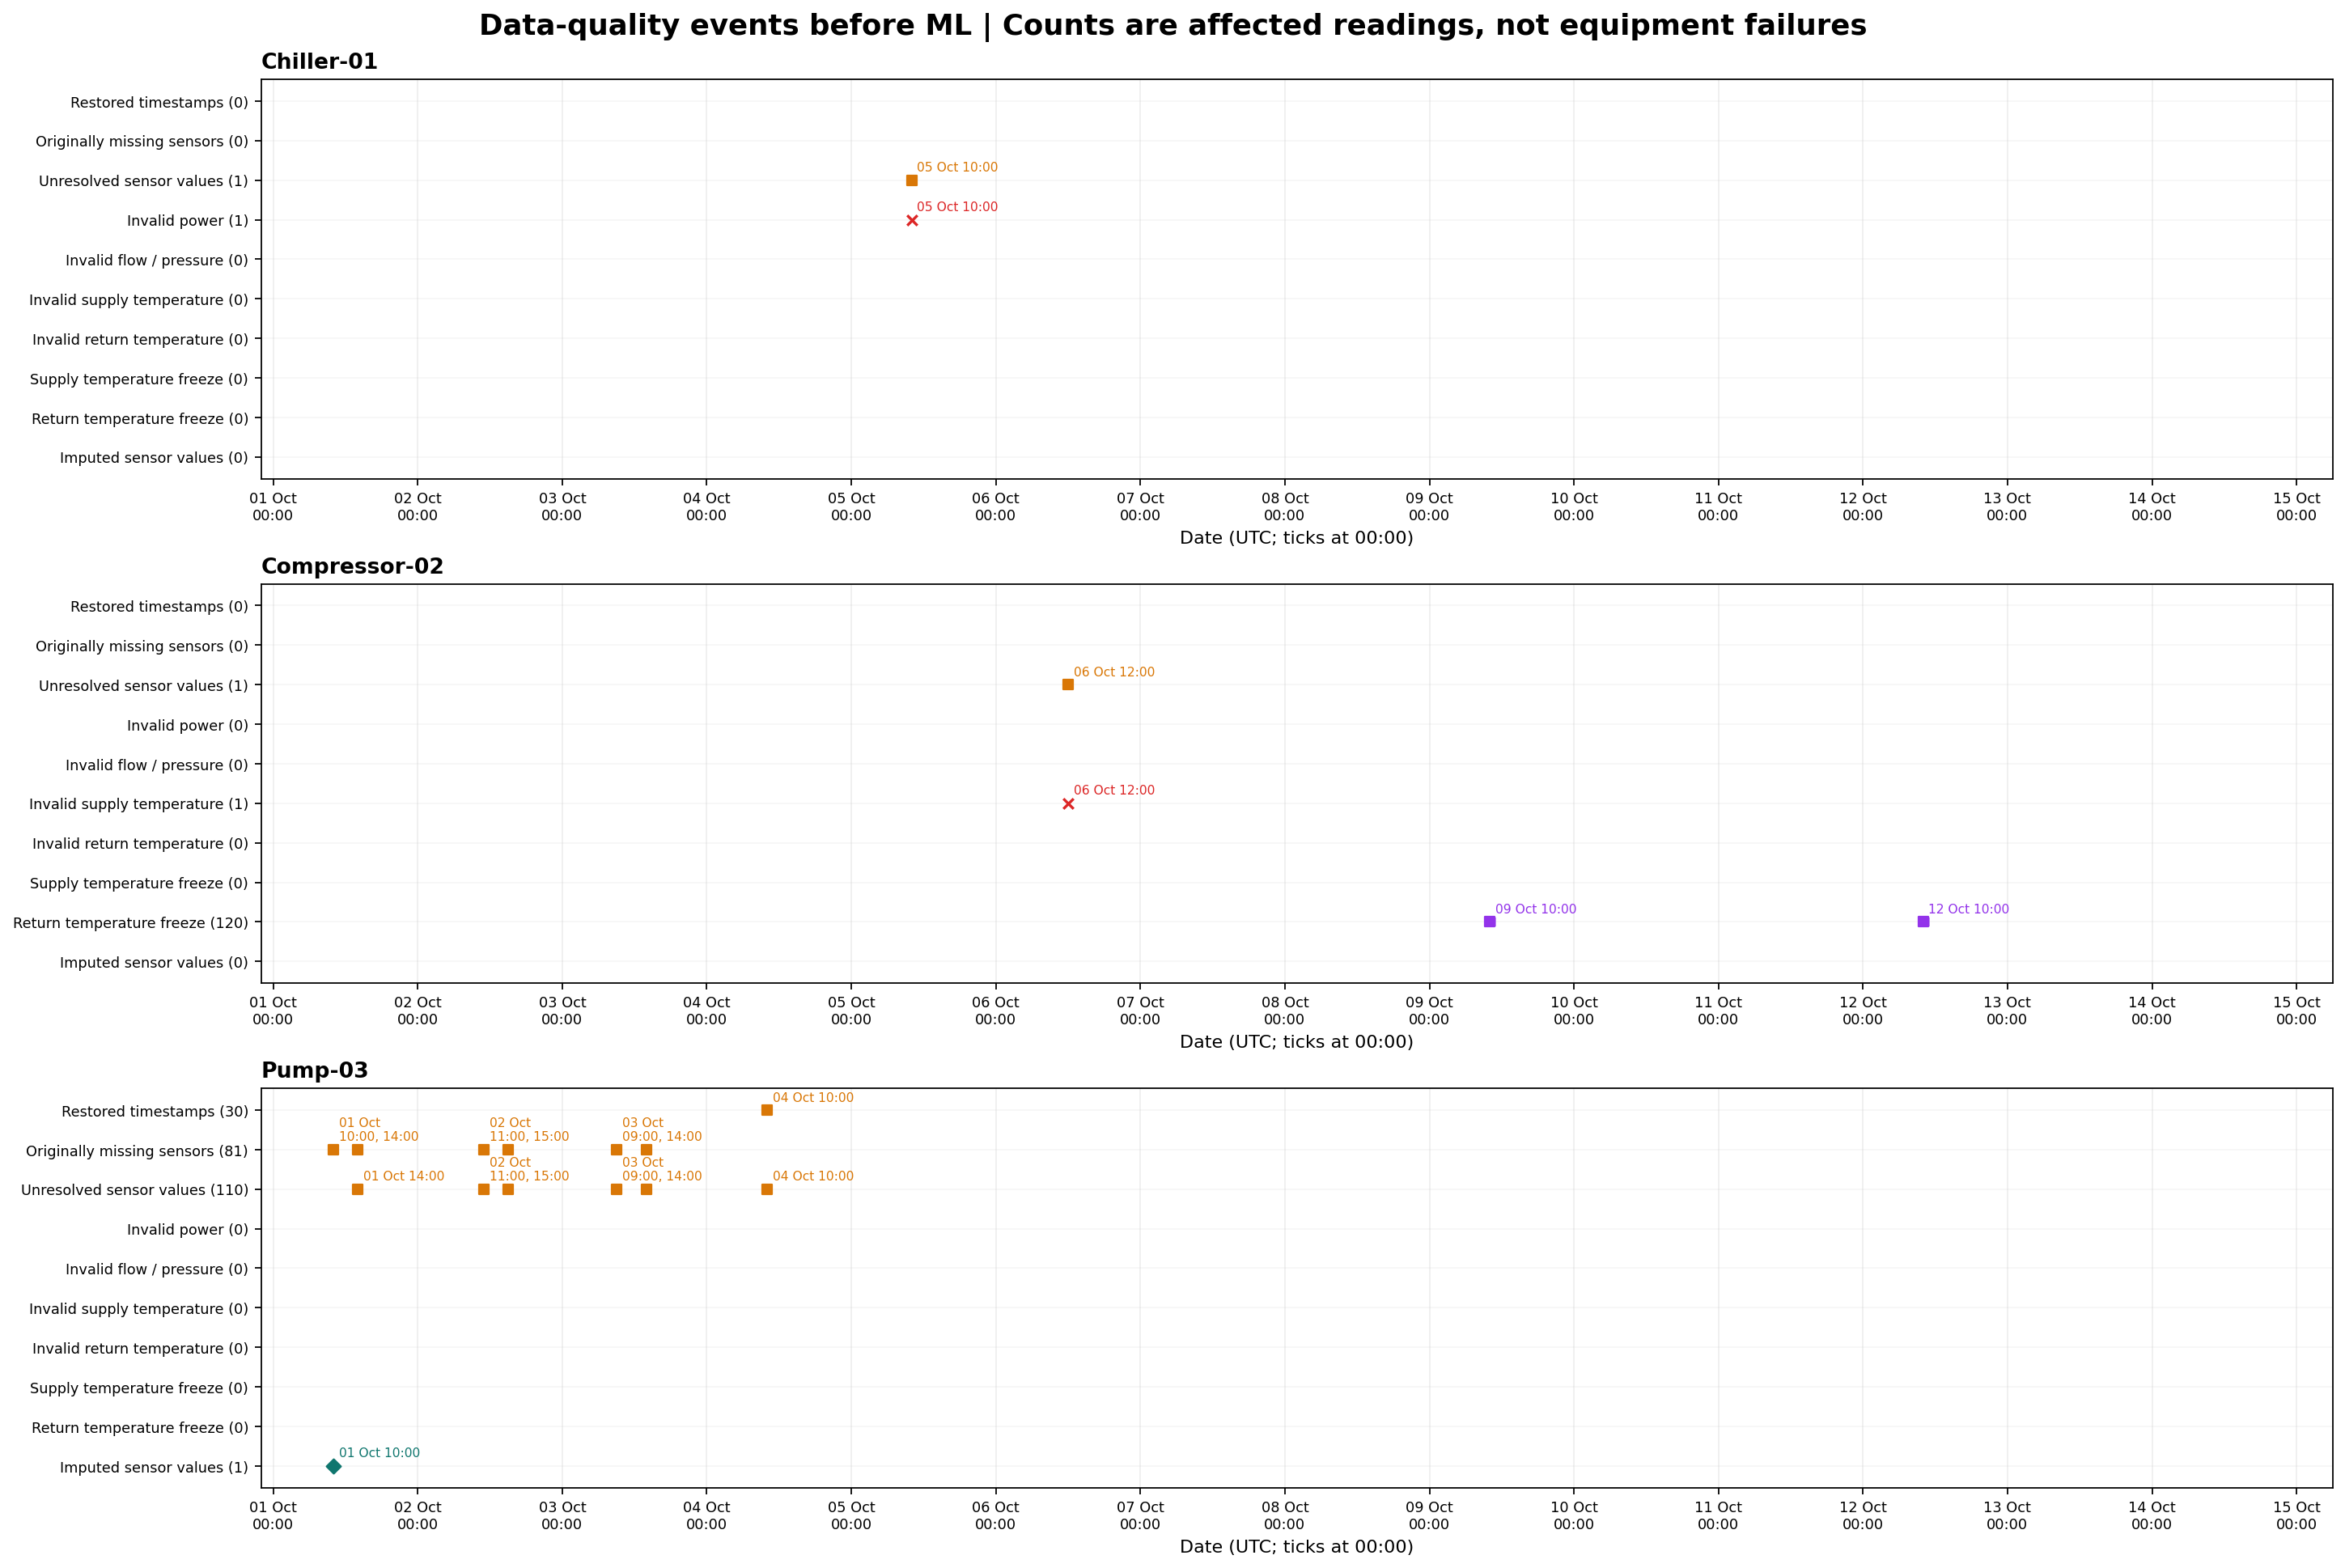 Data-quality events before ML | Counts are affected readings, not equipment failures
Chiller-01
Restored timestamps (0)
Originally missing sensors (0)
05 Oct 10:00
Unresolved sensor values (1)
05 Oct 10:00
Invalid power (1)
Invalid flow / pressure (0)
Invalid supply temperature (0)
Invalid return temperature (0)
Supply temperature freeze (0)
Return temperature freeze (0)
Imputed sensor values (0)
01 Oct 02 Oct 03 Oct 04 Oct 05 Oct 06 Oct 07 Oct 08 Oct 09 Oct 10 Oct 11 Oct 12 Oct 13 Oct 14 Oct 15 Oct
00:00 00:00 00:00 00:00 00:00 00:00 00:00 00:00 00:00 00:00 00:00 00:00 00:00 00:00 00:00
Date (UTC; ticks at 00:00)
Compressor-02
Restored timestamps (0)
Originally missing sensors (0)
06 Oct 12:00
Unresolved sensor values (1)
Invalid power (0)
Invalid flow / pressure (0)
06 Oct 12:00
Invalid supply temperature (1)
Invalid return temperature (0)
Supply temperature freeze (0)
09 Oct 10:00 12 Oct 10:00
Return temperature freeze (120)
Imputed sensor values (0)
01 Oct 02 Oct 03 Oct 04 Oct 05 Oct 06 Oct 07 Oct 08 Oct 09 Oct 10 Oct 11 Oct 12 Oct 13 Oct 14 Oct 15 Oct
00:00 00:00 00:00 00:00 00:00 00:00 00:00 00:00 00:00 00:00 00:00 00:00 00:00 00:00 00:00
Date (UTC; ticks at 00:00)
Pump-03
04 Oct 10:00
Restored timestamps (30)
01 Oct 02 Oct 03 Oct
10:00, 14:00 11:00, 15:00 09:00, 14:00
Originally missing sensors (81)
02 Oct 03 Oct
01 Oct 14:00 11:00, 15:00 09:00, 14:00 04 Oct 10:00
Unresolved sensor values (110)
Invalid power (0)
Invalid flow / pressure (0)
Invalid supply temperature (0)
Invalid return temperature (0)
Supply temperature freeze (0)
Return temperature freeze (0)
01 Oct 10:00
Imputed sensor values (1)
01 Oct 02 Oct 03 Oct 04 Oct 05 Oct 06 Oct 07 Oct 08 Oct 09 Oct 10 Oct 11 Oct 12 Oct 13 Oct 14 Oct 15 Oct
00:00 00:00 00:00 00:00 00:00 00:00 00:00 00:00 00:00 00:00 00:00 00:00 00:00 00:00 00:00
Date (UTC; ticks at 00:00)